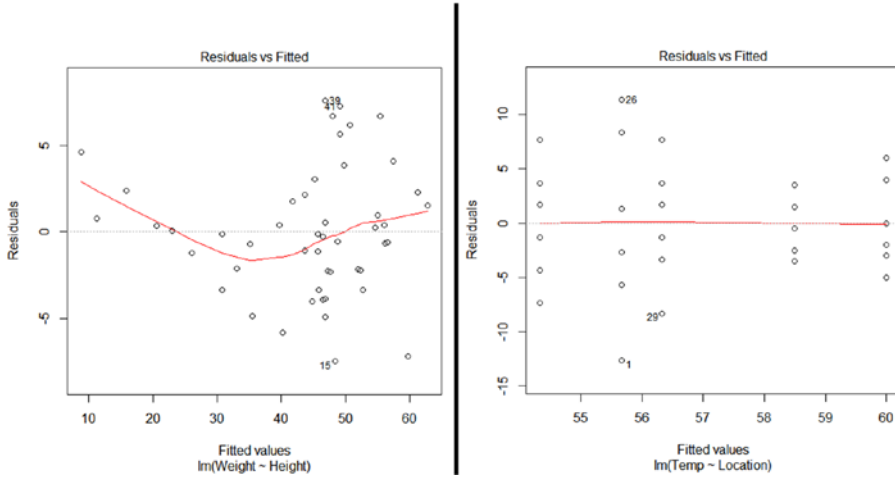 Residuals vs Fitted
39
41
15
5
0
-5
Residuals
10 20 30 40 50 60
Fitted values
lm(Weight ~ Height)
Residuals vs Fitted
26
29
1
10
5
0
-5
-10
-15
Residuals
55 56 57 58 59 60
Fitted values
lm(Temp ~ Location)